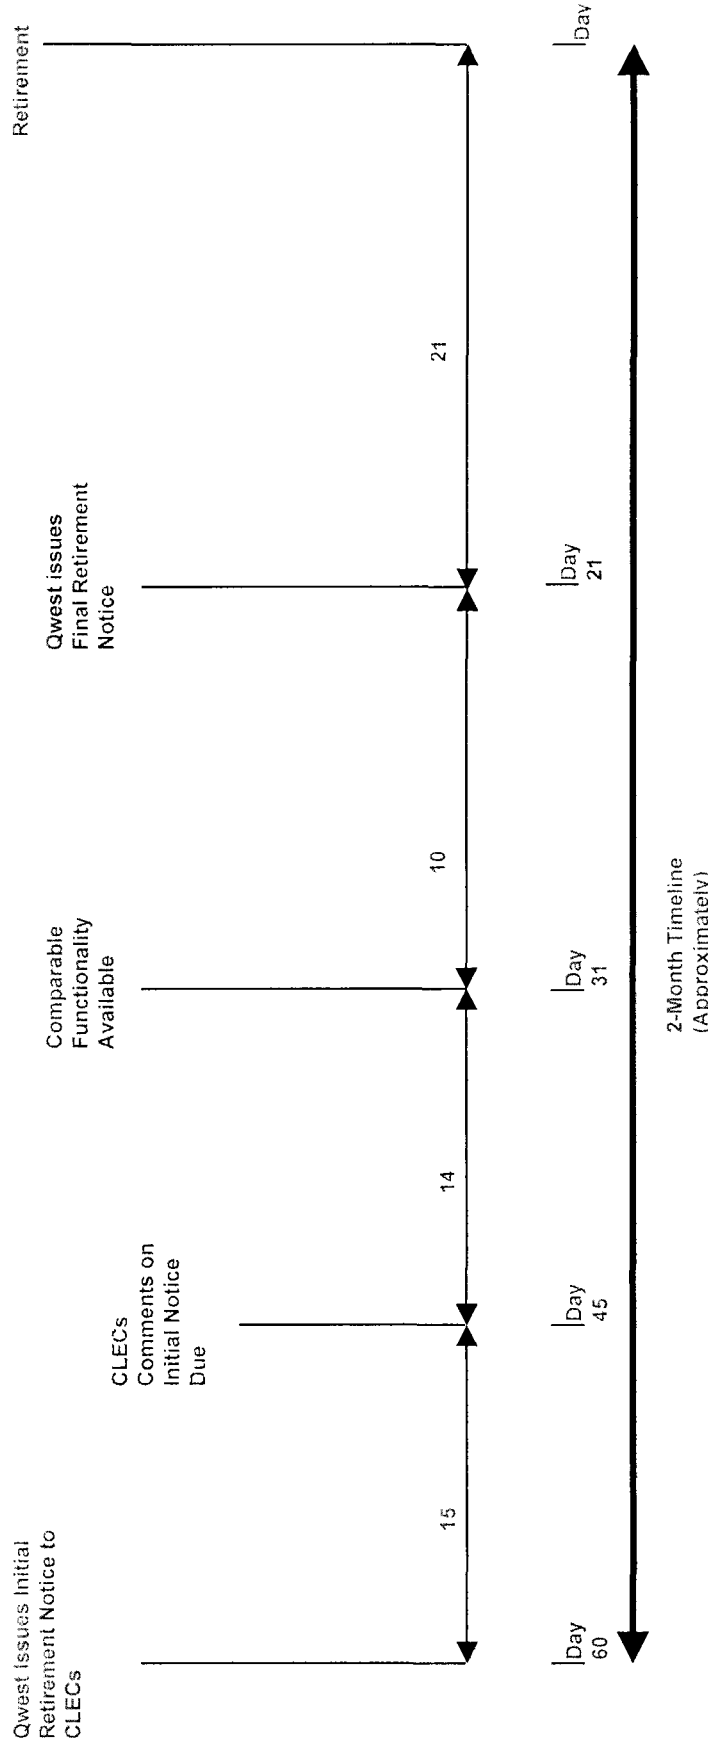 Qwest Issues Initial
Retirement Notice to
CLECs
CLECs
Comments on
Initial Notice
Due
Comparable
Functionality
Available
Qwest issues
Final Retirement
Notice
Retirement
15
14
10
21
Day
60
Day
45
Day
31
Day
21
Day
2-Month Timeline
(Approximately)